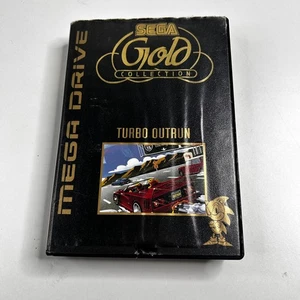 SEGA
Gold
COLLECTION
MEGA DRIVE
TURBO OUTRUN